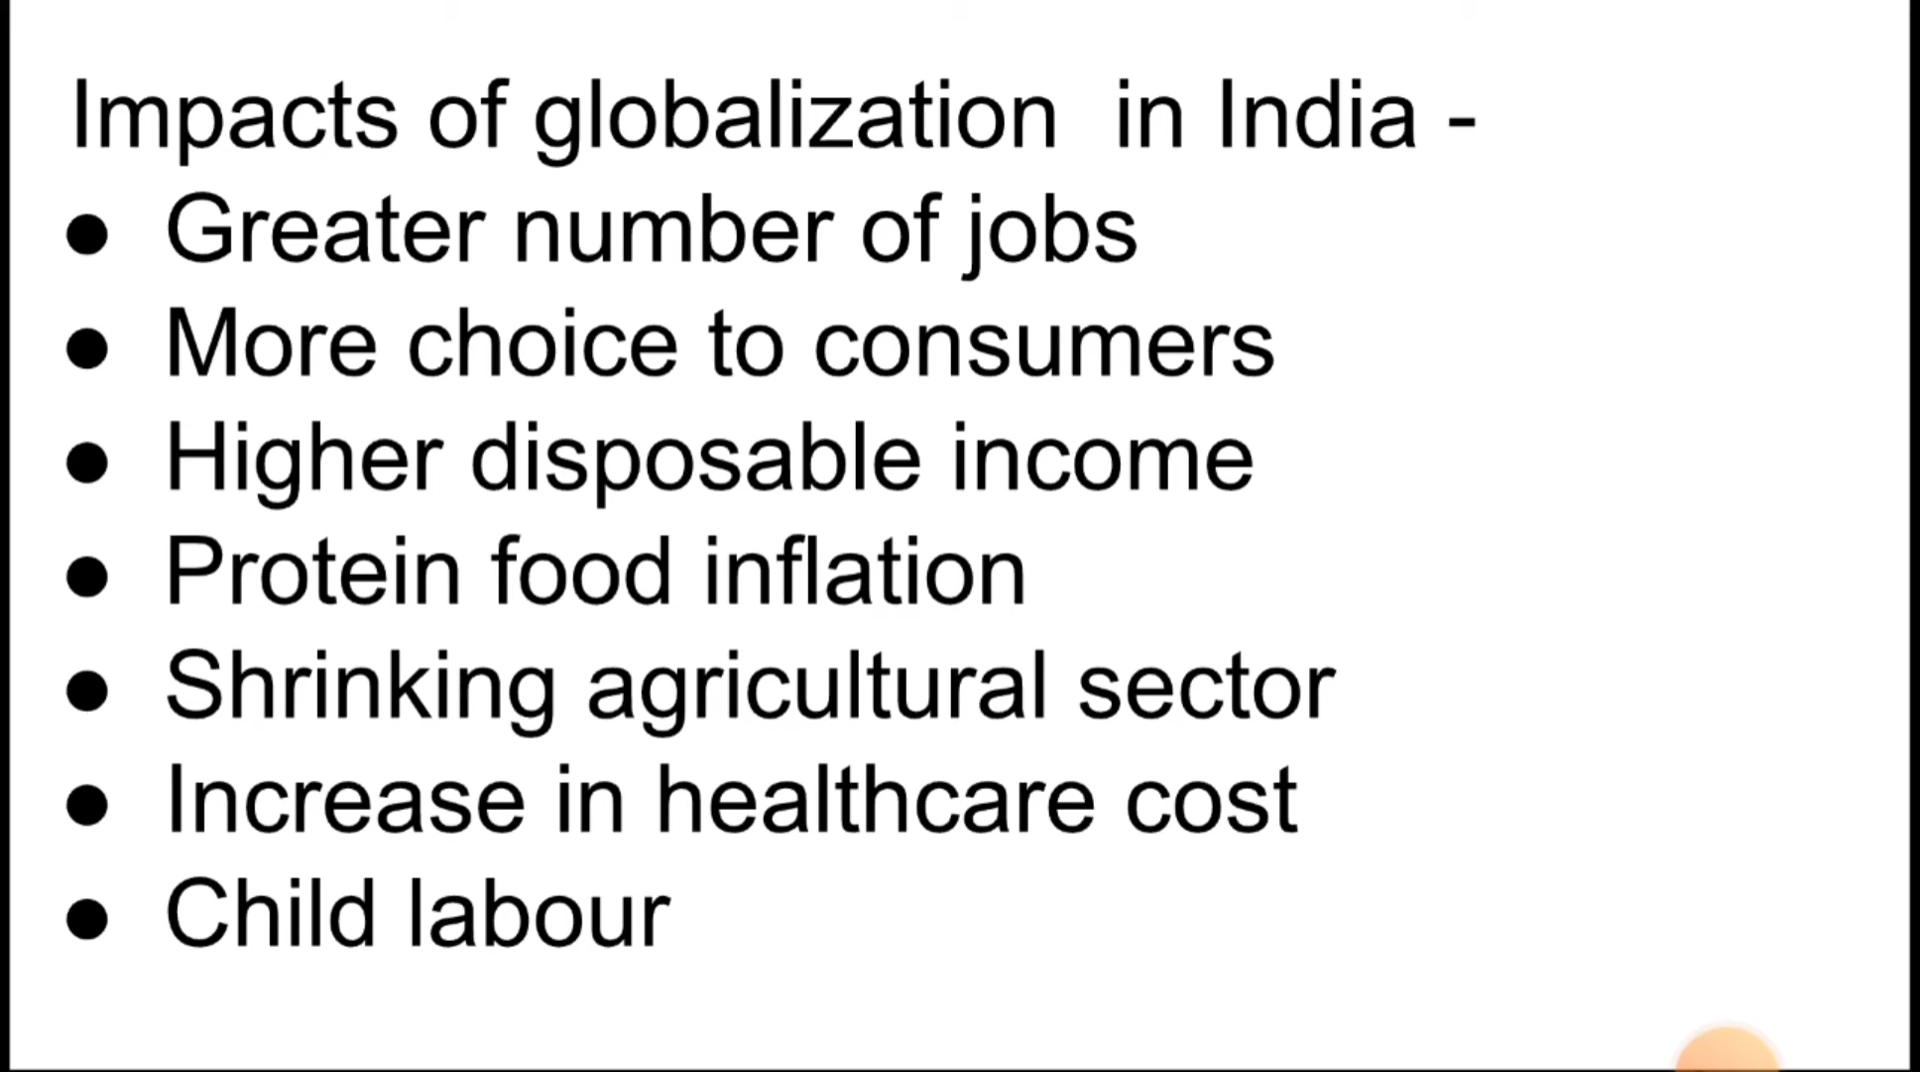 Impacts of globalization  in India -
● Greater number of jobs
● More choice to consumers
● Higher disposable income
● Protein food inflation
● Shrinking agricultural sector
● Increase in healthcare cost
● Child labour